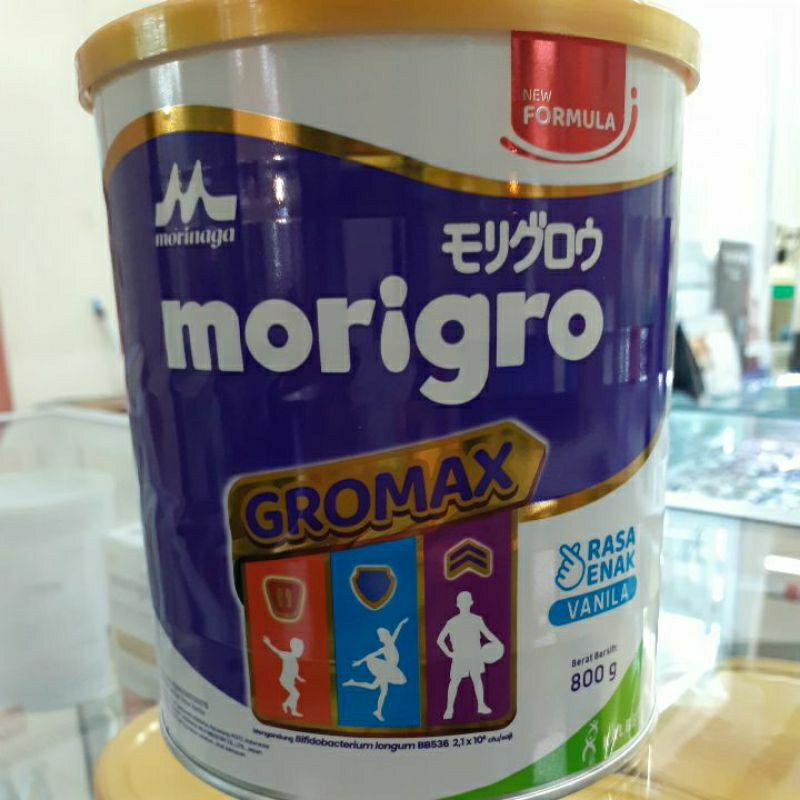 NEW
FORMULA
morinaga
モリグロウ
morigro
GROMAX
RASA
ENAK
VANILA
Berat Bersih:
800 g
Mengandung Bifidobacterium longum BB536